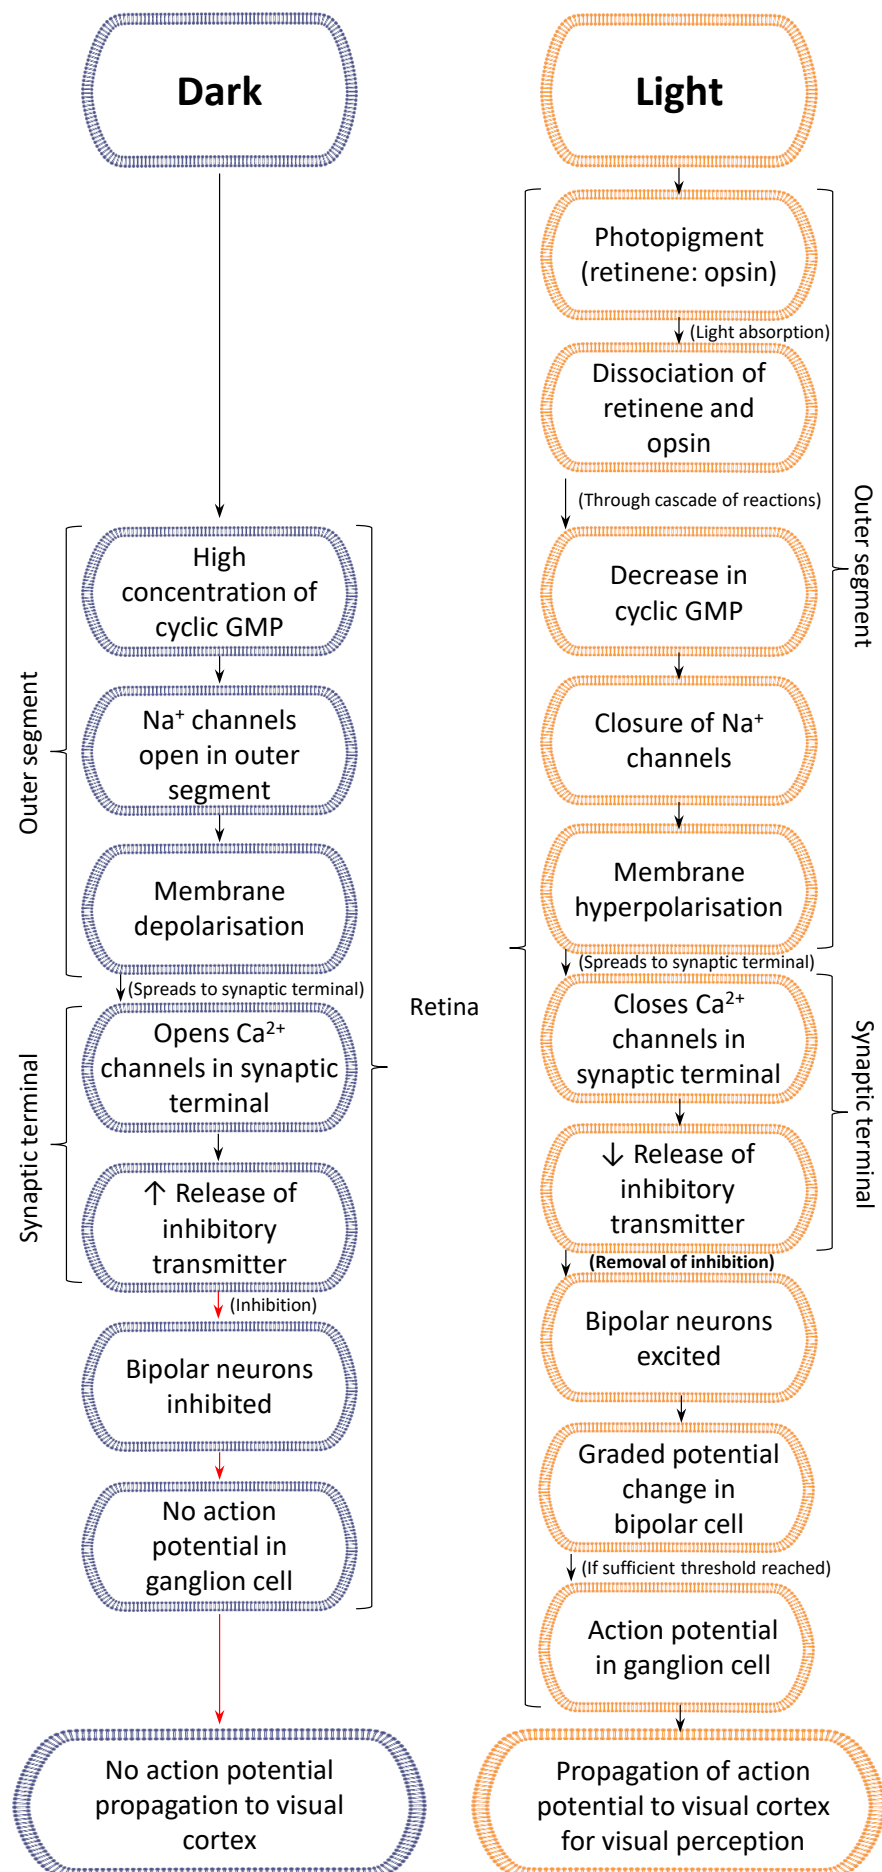 Dark
High
concentration of
cyclic GMP
Na⁺ channels
open in outer
segment
Membrane
depolarisation
Outer segment
(Spreads to synaptic terminal)
Opens Ca²⁺
channels in synaptic
terminal
↑ Release of
inhibitory
transmitter
Synaptic terminal
(Inhibition)
Bipolar neurons
inhibited
No action
potential in
ganglion cell
No action potential
propagation to visual
cortex
Retina
Light
Photopigment
(retinene: opsin)
(Light absorption)
Dissociation of
retinene and
opsin
(Through cascade of reactions)
Decrease in
cyclic GMP
Closure of Na⁺
channels
Membrane
hyperpolarisation
Outer segment
(Spreads to synaptic terminal)
Closes Ca²⁺
channels in
synaptic terminal
↓ Release of
inhibitory
transmitter
Synaptic terminal
(Removal of inhibition)
Bipolar neurons
excited
Graded potential
change in
bipolar cell
(If sufficient threshold reached)
Action potential
in ganglion cell
Propagation of action
potential to visual cortex
for visual perception